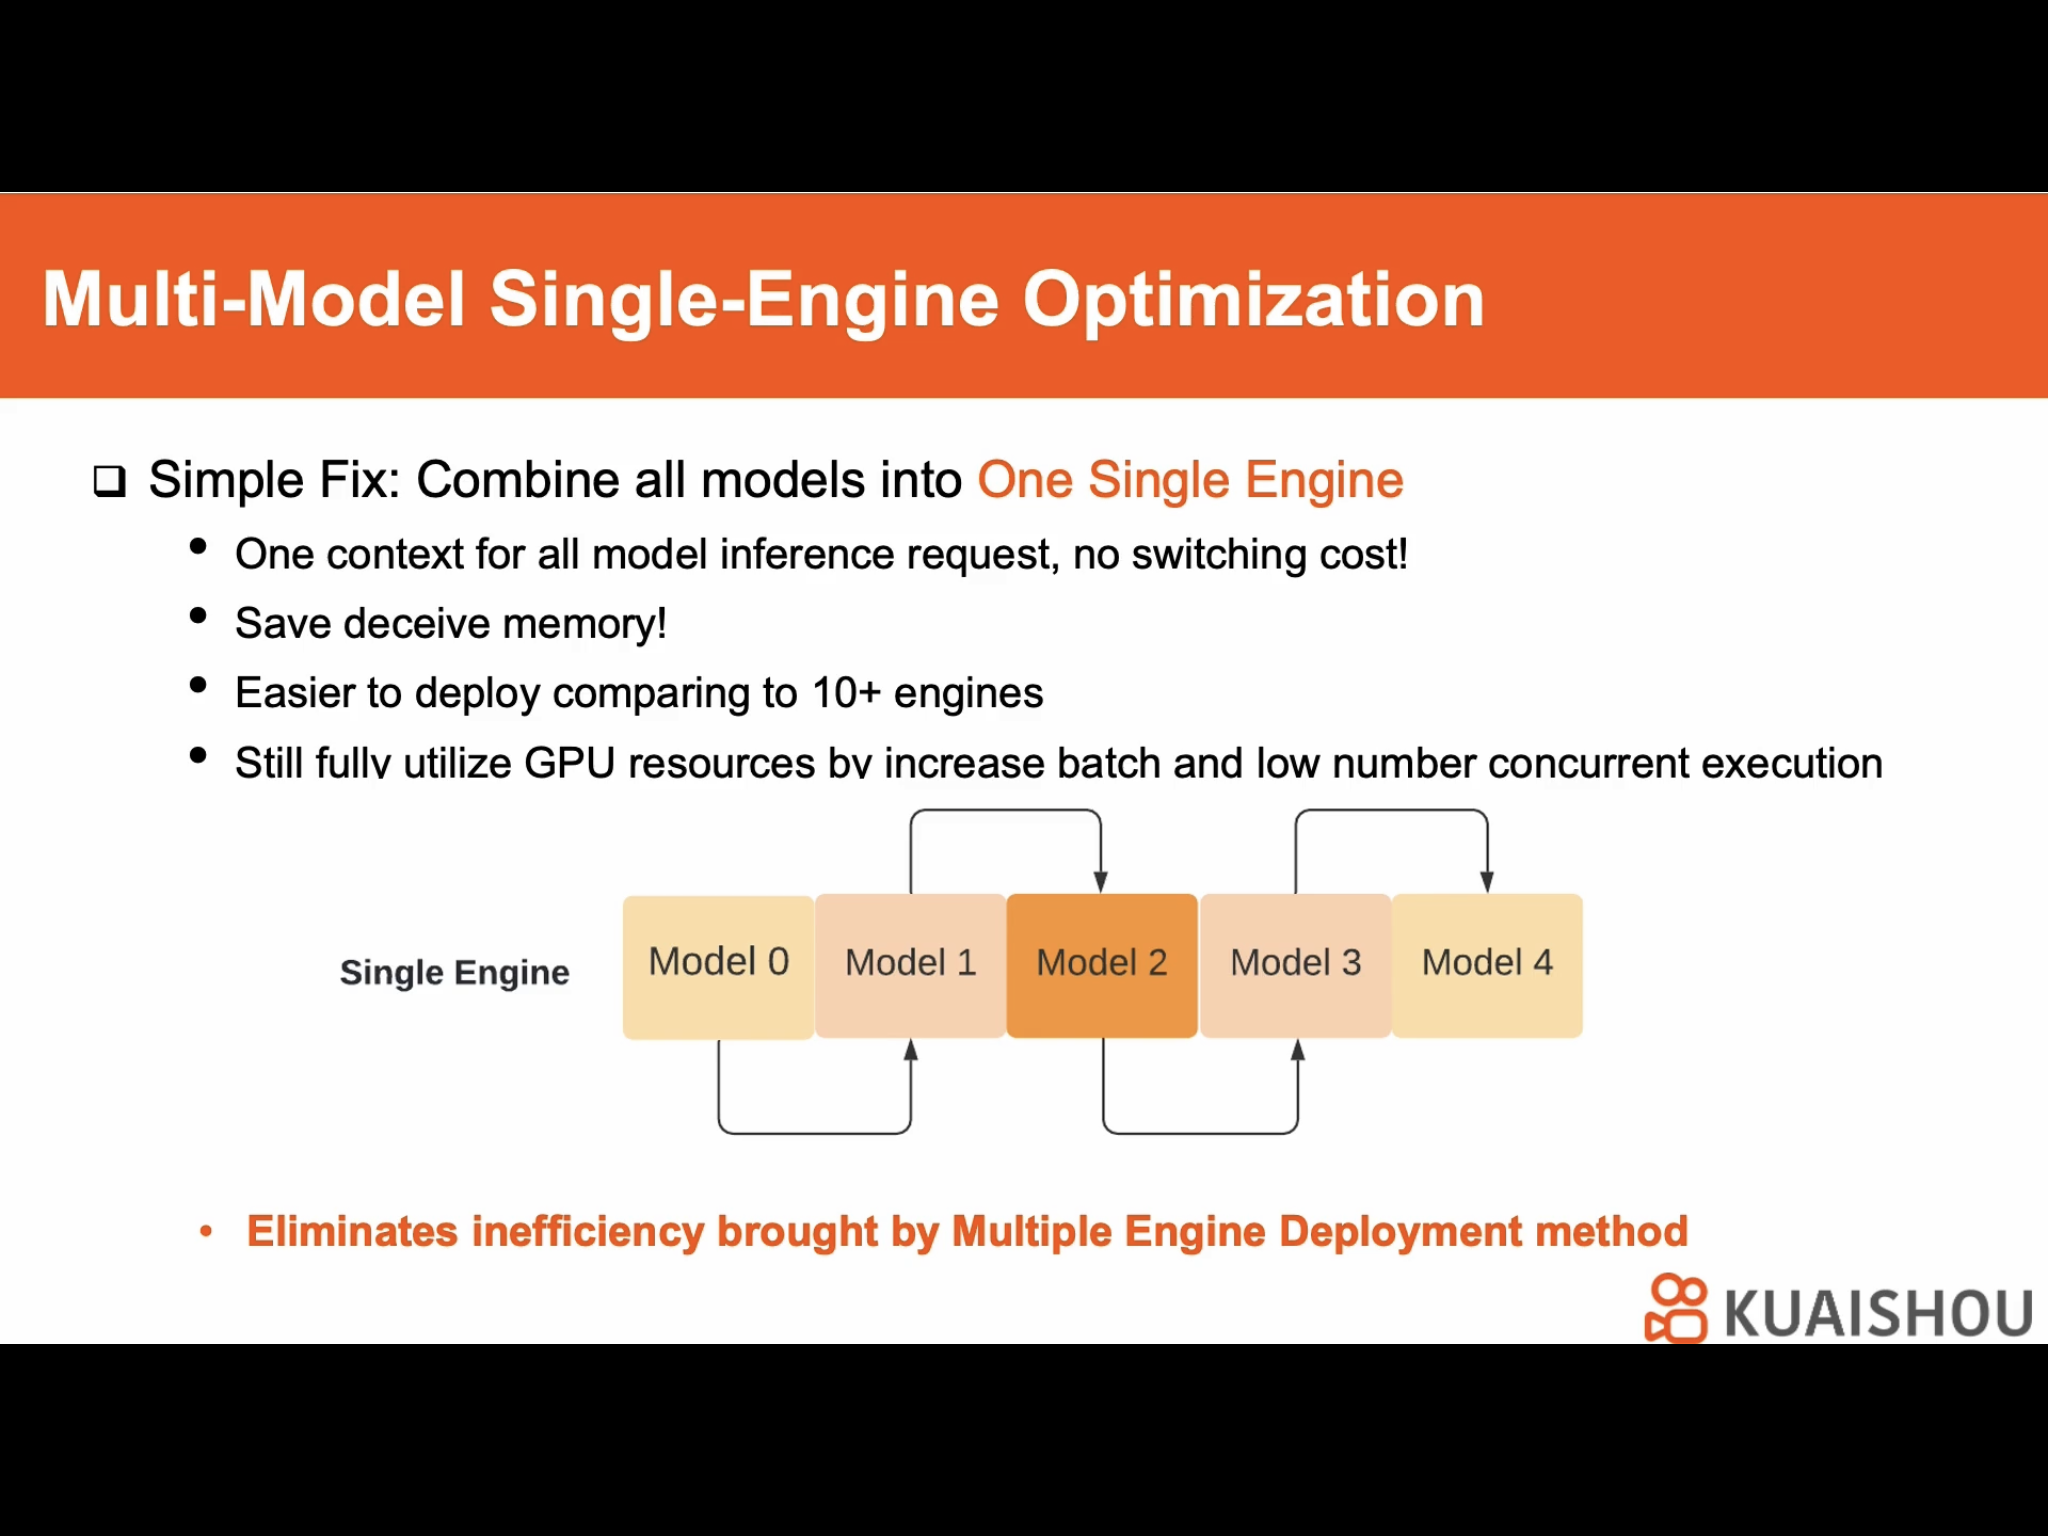 Multi-Model Single-Engine Optimization
Simple Fix: Combine all models into One Single Engine
One context for all model inference request, no switching cost!
Save deceive memory!
Easier to deploy comparing to 10+ engines
Still fully utilize GPU resources by increase batch and low number concurrent execution
Single Engine
Model 0
Model 1
Model 2
Model 3
Model 4
Eliminates inefficiency brought by Multiple Engine Deployment method
KUAISHOU